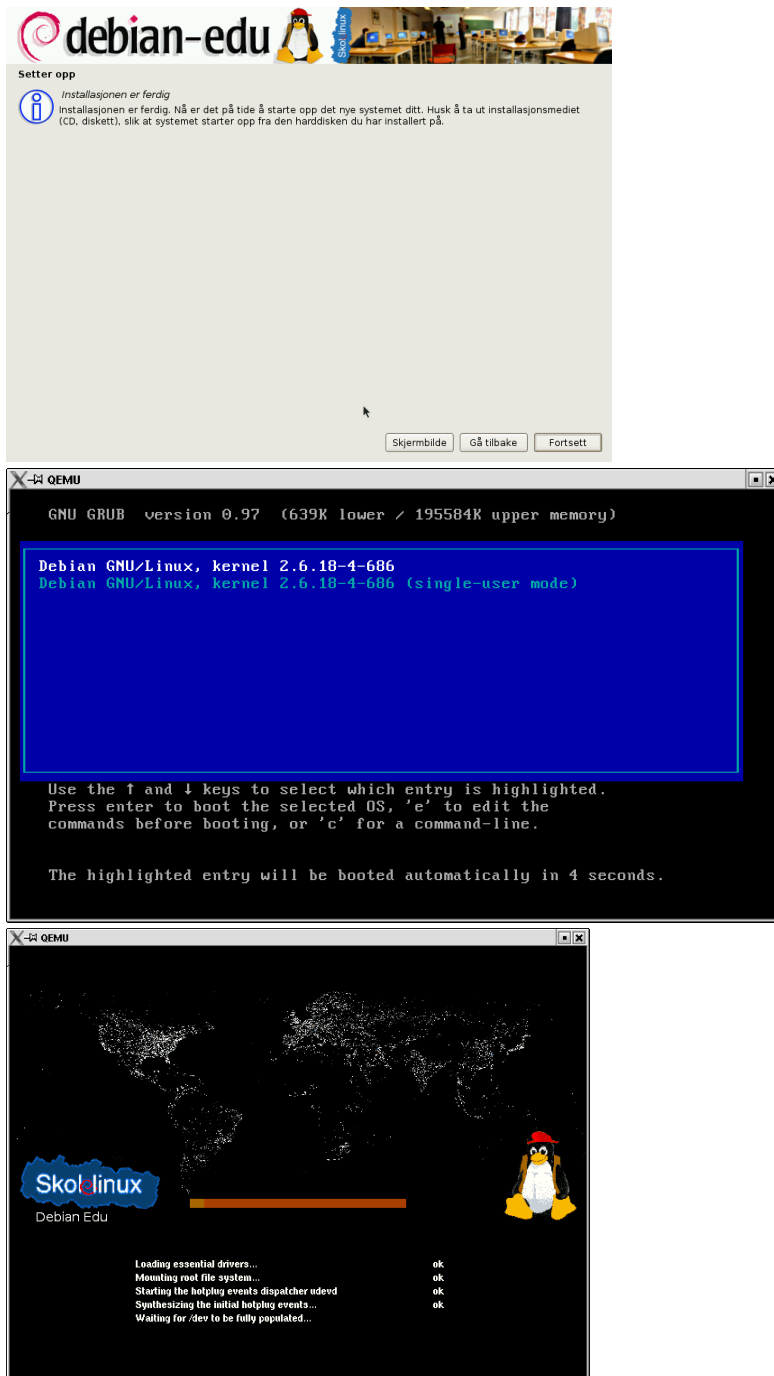 debian-edu
Skolelinux
Setter opp
Installasjonen er ferdig
Installasjonen er ferdig. Nå er det på tide å starte opp det nye systemet ditt. Husk å ta ut installasjonsmediet
(CD, diskett), slik at systemet starter opp fra den harddisken du har installert på.
Skjermbilde Gå tilbake Fortsett
QEMU
GNU GRUB version 0.97 (639K lower / 195584K upper memory)
Debian GNU/Linux, kernel 2.6.18-4-686
Debian GNU/Linux, kernel 2.6.18-4-686 (single-user mode)
Use the ↑ and ↓ keys to select which entry is highlighted.
Press enter to boot the selected OS, 'e' to edit the
commands before booting, or 'c' for a command-line.
The highlighted entry will be booted automatically in 4 seconds.
QEMU
Skolelinux
Debian Edu
Loading essential drivers... ok
Mounting root file system... ok
Starting the hotplug events dispatcher udevd ok
Synthesizing the initial hotplug events... ok
Waiting for /dev to be fully populated...